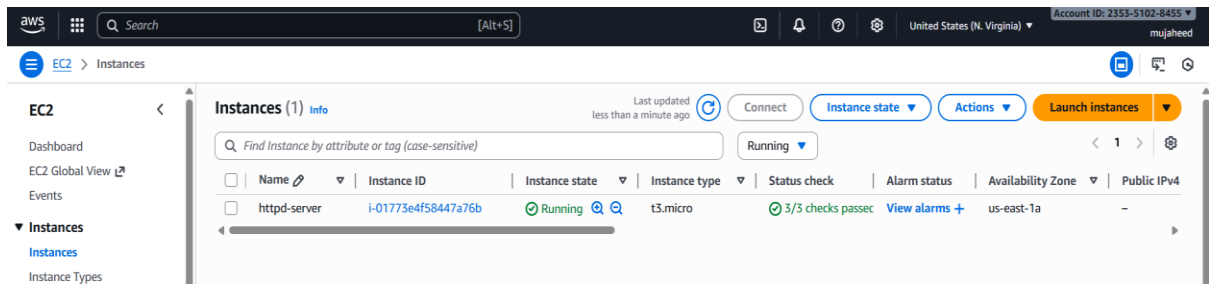 aws
Search
[Alt+S]
United States (N. Virginia) ▼
Account ID: 2353-5102-8455 ▼
mujaheed
EC2 > Instances
EC2
Dashboard
EC2 Global View
Events
▼ Instances
Instances
Instance Types
Instances (1) Info
Last updated
less than a minute ago
Connect
Instance state ▼
Actions ▼
Launch instances ▼
Find Instance by attribute or tag (case-sensitive)
Running ▼
< 1 >
Name | Instance ID | Instance state | Instance type | Status check | Alarm status | Availability Zone | Public IPv4
httpd-server i-01773e4f58447a76b Running t3.micro 3/3 checks passec View alarms + us-east-1a –